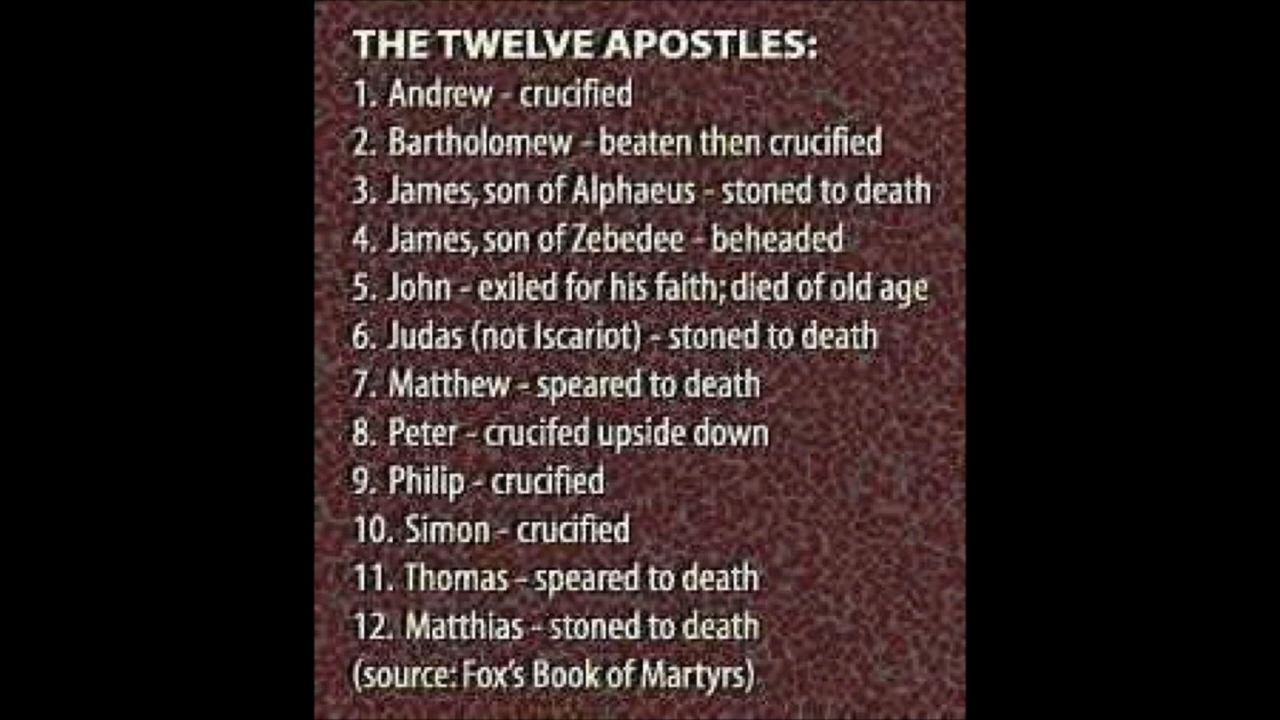 THE TWELVE APOSTLES:
1. Andrew - crucified
2. Bartholomew - beaten then crucified
3. James, son of Alphaeus - stoned to death
4. James, son of Zebedee - beheaded
5. John - exiled for his faith; died of old age
6. Judas (not Iscariot) - stoned to death
7. Matthew - speared to death
8. Peter - crucifed upside down
9. Philip - crucified
10. Simon - crucified
11. Thomas - speared to death
12. Matthias - stoned to death
(source: Fox's Book of Martyrs)